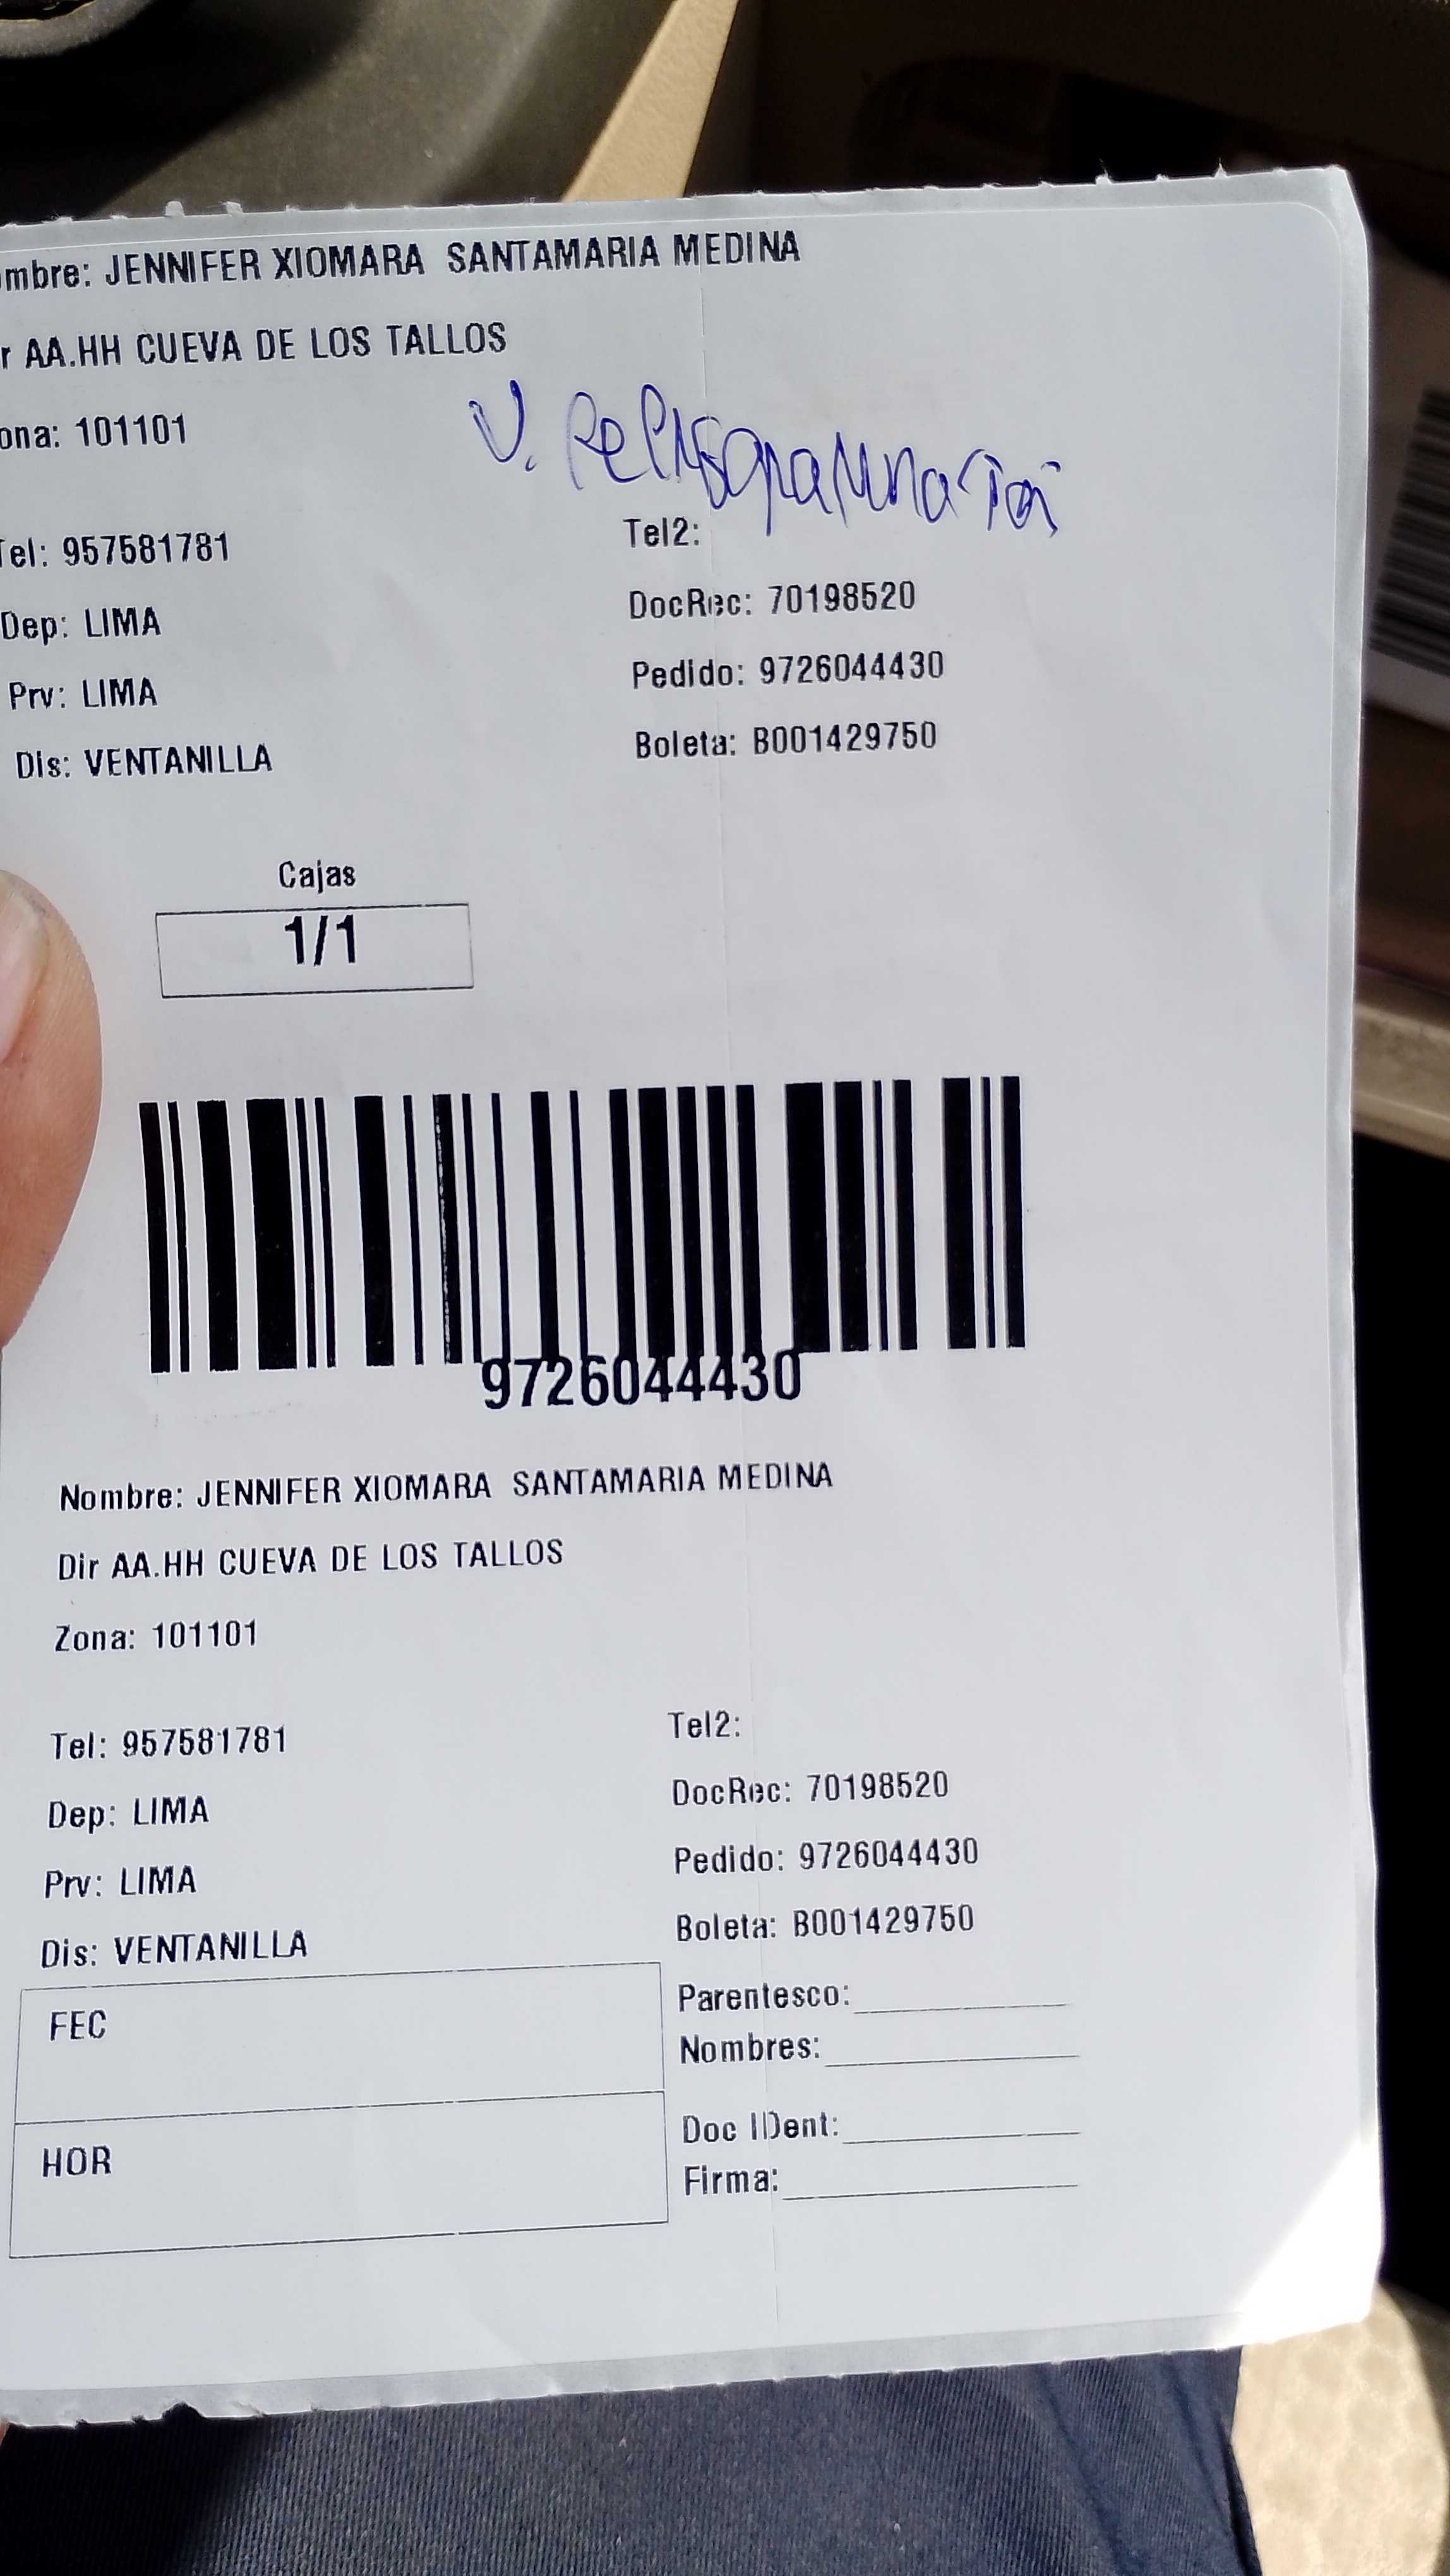 mbre: JENNIFER XIOMARA SANTAMARIA MEDINA
r AA.HH CUEVA DE LOS TALLOS
ona: 101101
V.
Tel: 957581781
Tel2:
Dep: LIMA
DocRec: 70198520
Prv: LIMA
Pedido: 9726044430
Dis: VENTANILLA
Boleta: B001429750
Cajas
1/1
9726044430
Nombre: JENNIFER XIOMARA SANTAMARIA MEDINA
Dir AA.HH CUEVA DE LOS TALLOS
Zona: 101101
Tel: 957581781
Tel2:
Dep: LIMA
DocRec: 70198520
Prv: LIMA
Pedido: 9726044430
Dis: VENTANILLA
Boleta: B001429750
FEC
Parentesco:
Nombres:
HOR
Doc IDent:
Firma: